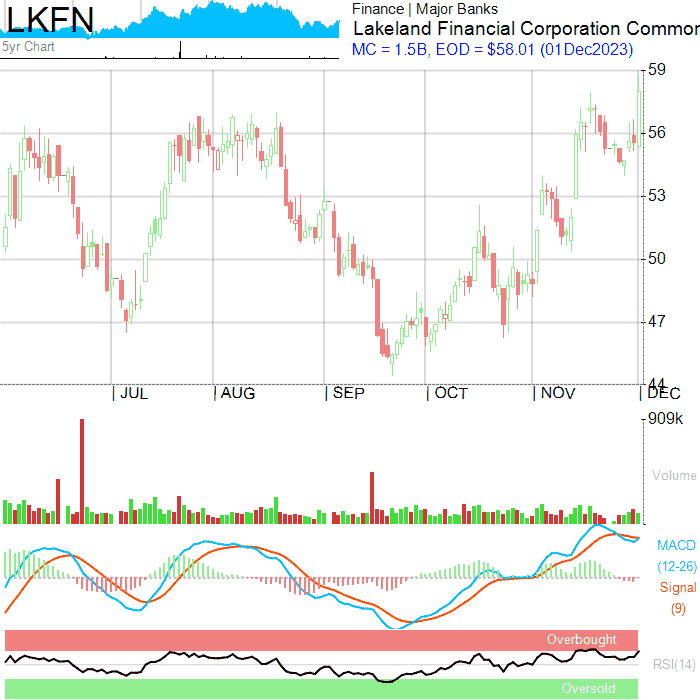 LKFN
5yr Chart
Finance | Major Banks
Lakeland Financial Corporation Common
MC = 1.5B, EOD = $58.01 (01Dec2023)
59
56
53
50
47
44
JUL AUG SEP OCT NOV DEC
909k
Volume
MACD
(12-26)
Signal
(9)
Overbought
RSI(14)
Oversold